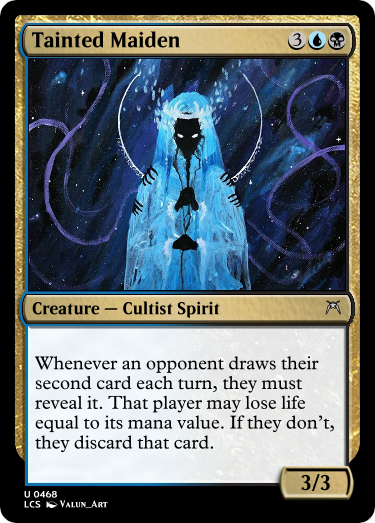 Tainted Maiden 3
Creature — Cultist Spirit
Whenever an opponent draws their
second card each turn, they must
reveal it. That player may lose life
equal to its mana value. If they don't,
they discard that card.
3/3
U 0468
LCS Valun_Art